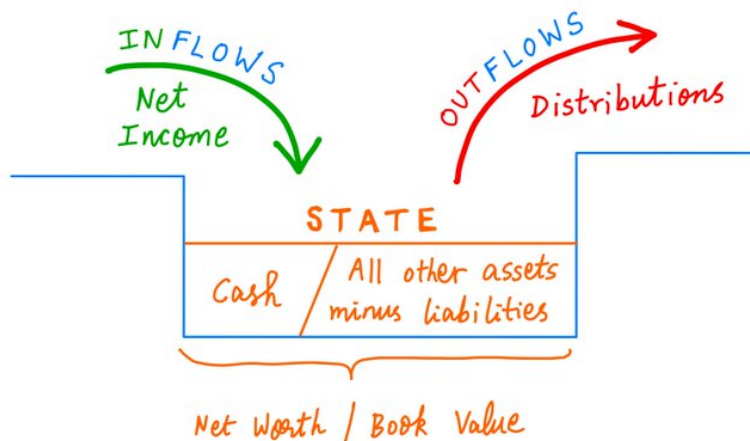 INFLOWS
Net
Income
OUTFLOWS
Distributions
STATE
Cash
All other assets
minus liabilities
Net Worth / Book Value